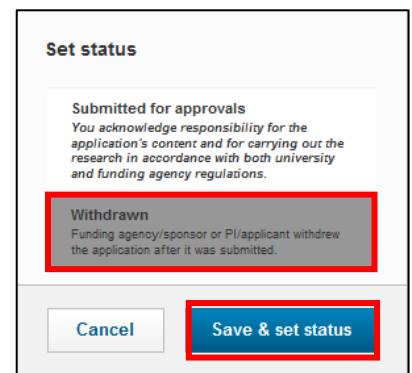 Set status
Submitted for approvals
You acknowledge responsibility for the
application's content and for carrying out the
research in accordance with both university
and funding agency regulations.
Withdrawn
Funding agency/sponsor or PI/applicant withdrew
the application after it was submitted.
Cancel
Save & set status